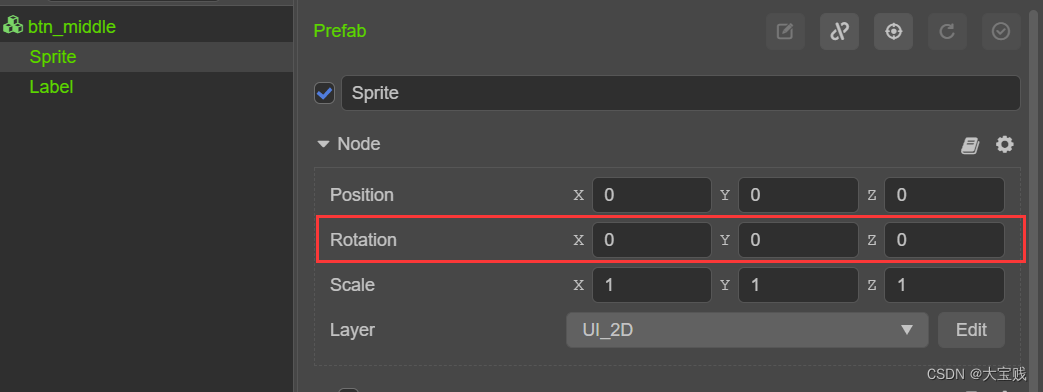 btn_middle
Sprite
Label
Prefab
Sprite
Node
Position X 0 Y 0 Z 0
Rotation X 0 Y 0 Z 0
Scale X 1 Y 1 Z 1
Layer UI_2D Edit
CSDN @大宝贱